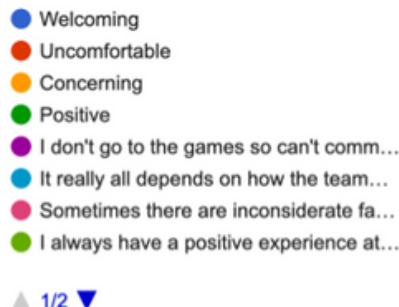 Welcoming
Uncomfortable
Concerning
Positive
I don't go to the games so can't comm...
It really all depends on how the team...
Sometimes there are inconsiderate fa...
I always have a positive experience at...
1/2